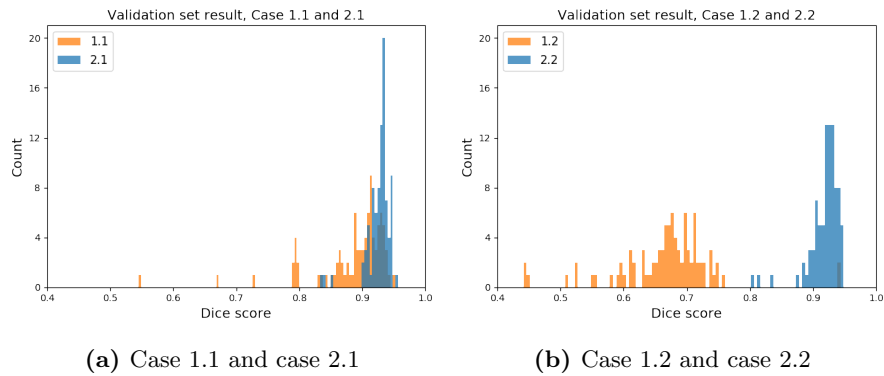 Validation set result, Case 1.1 and 2.1
1.1
2.1
Count
20
16
12
8
4
0
0.4 0.5 0.6 0.7 0.8 0.9 1.0
Dice score
(a) Case 1.1 and case 2.1
Validation set result, Case 1.2 and 2.2
1.2
2.2
Count
20
16
12
8
4
0
0.4 0.5 0.6 0.7 0.8 0.9 1.0
Dice score
(b) Case 1.2 and case 2.2